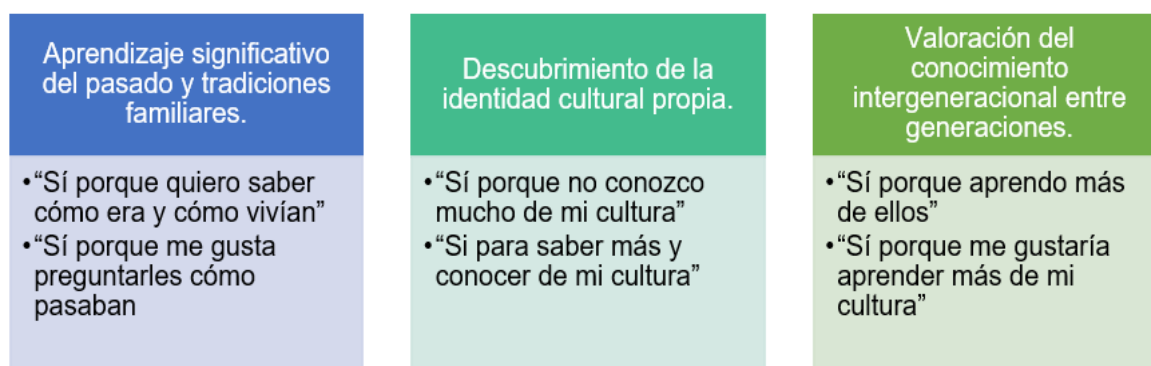 Aprendizaje significativo
del pasado y tradiciones
familiares.
•“Sí porque quiero saber
cómo era y cómo vivían”
•“Sí porque me gusta
preguntarles cómo
pasaban
Descubrimiento de la
identidad cultural propia.
•“Sí porque no conozco
mucho de mi cultura”
•“Si para saber más y
conocer de mi cultura”
Valoración del
conocimiento
intergeneracional entre
generaciones.
•“Sí porque aprendo más
de ellos”
•“Sí porque me gustaría
aprender más de mi
cultura”